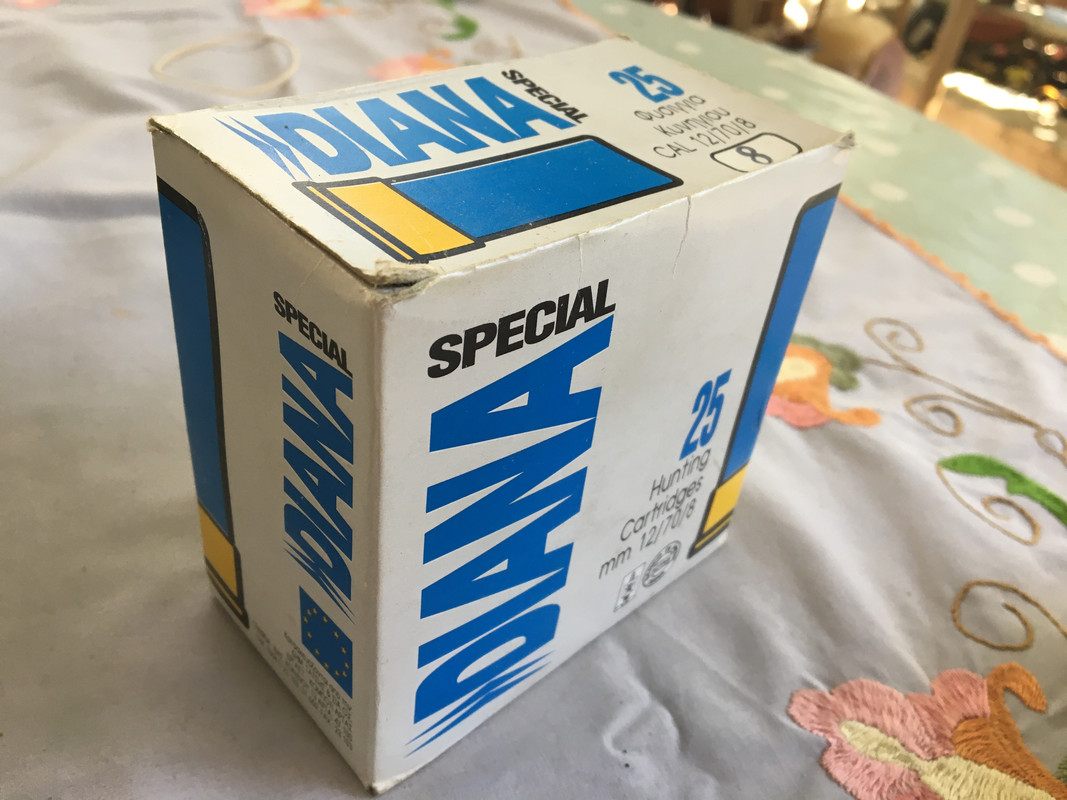 DIANA
SPECIAL
25
Φυσίγγια
Κυνηγίου
CAL 12/70/8
8
SPECIAL
DIANA
SPECIAL
DIANA
25
Hunting
Cartridges
mm 12/70/8